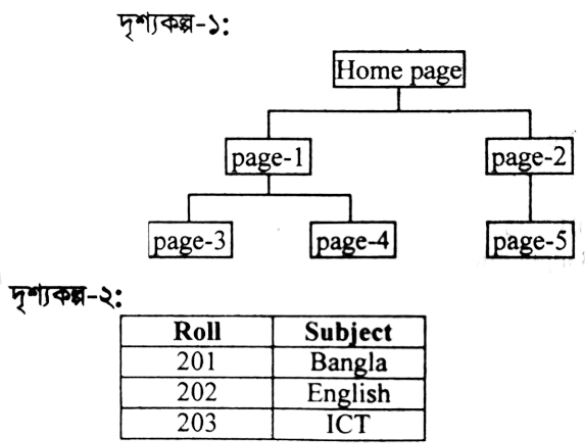 দৃশ্যকল্প-১:
Home page
page-1 page-2
page-3 page-4 page-5
দৃশ্যকল্প-২:
Roll Subject
201 Bangla
202 English
203 ICT